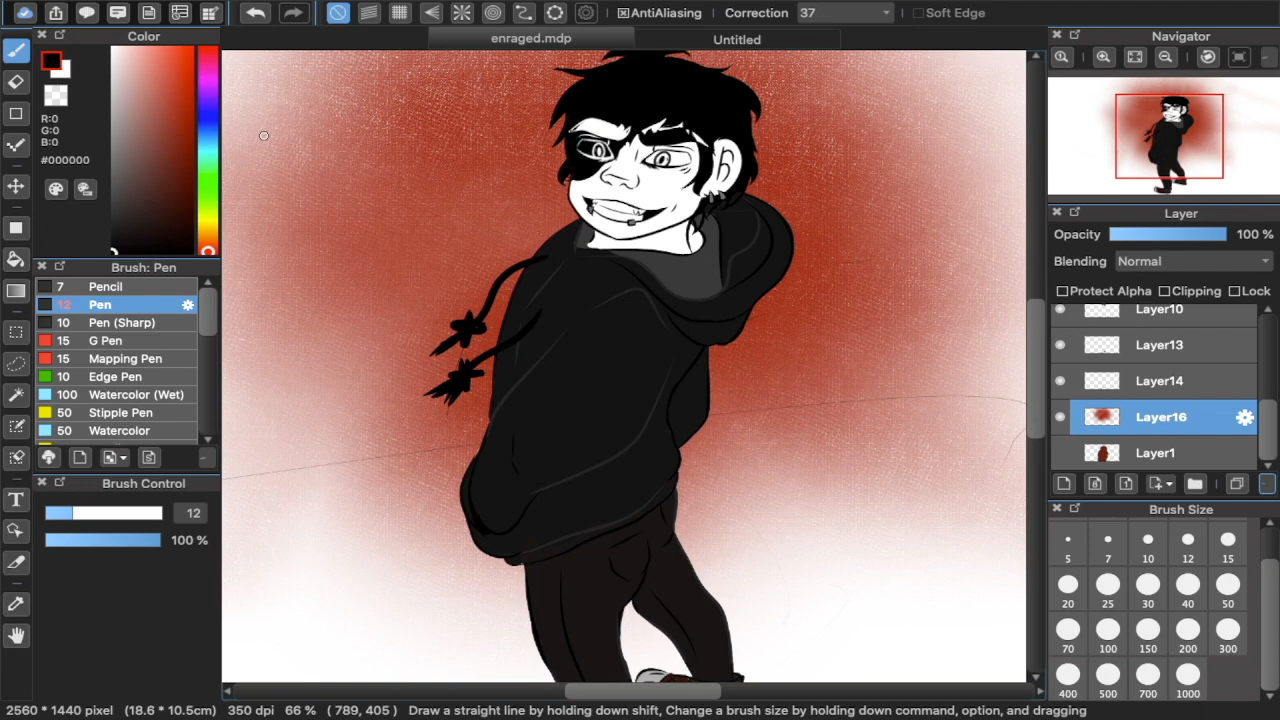 AntiAliasing Correction 37 Soft Edge
enraged.mdp Untitled
Color
R:0
G:0
B:0
#000000
Brush: Pen
7 Pencil
12 Pen
10 Pen (Sharp)
15 G Pen
15 Mapping Pen
10 Edge Pen
100 Watercolor (Wet)
50 Stipple Pen
50 Watercolor
Brush Control
12
100 %
Navigator
Layer
Opacity 100 %
Blending Normal
Protect Alpha Clipping Lock
Layer10
Layer13
Layer14
Layer16
Layer1
Brush Size
5 7 10 12 15
20 25 30 40 50
70 100 150 200 300
400 500 700 1000
2560 * 1440 pixel (18.6 * 10.5cm) 350 dpi 66 % ( 789, 405 ) Draw a straight line by holding down shift, Change a brush size by holding down command, option, and dragging